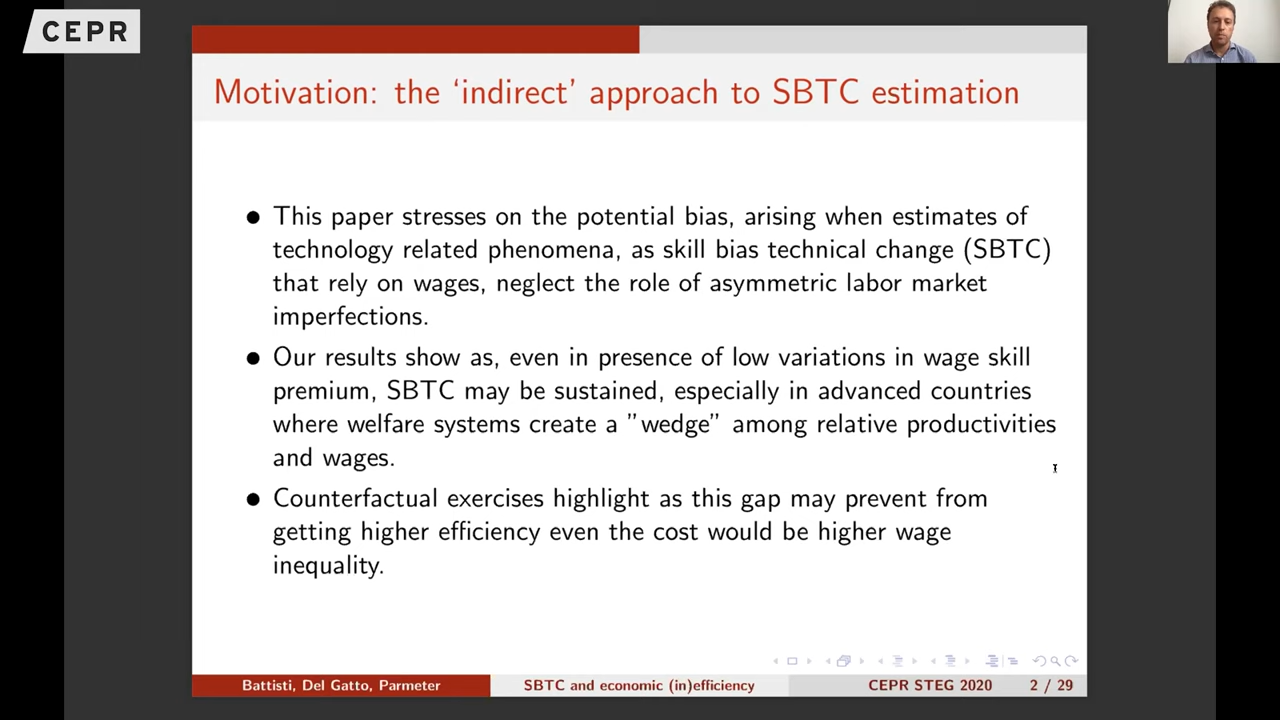 CEPR
Motivation: the ‘indirect’ approach to SBTC estimation
This paper stresses on the potential bias, arising when estimates of
technology related phenomena, as skill bias technical change (SBTC)
that rely on wages, neglect the role of asymmetric labor market
imperfections.
Our results show as, even in presence of low variations in wage skill
premium, SBTC may be sustained, especially in advanced countries
where welfare systems create a ”wedge” among relative productivities
and wages.
Counterfactual exercises highlight as this gap may prevent from
getting higher efficiency even the cost would be higher wage
inequality.
Battisti, Del Gatto, Parmeter SBTC and economic (in)efficiency CEPR STEG 2020 2 / 29